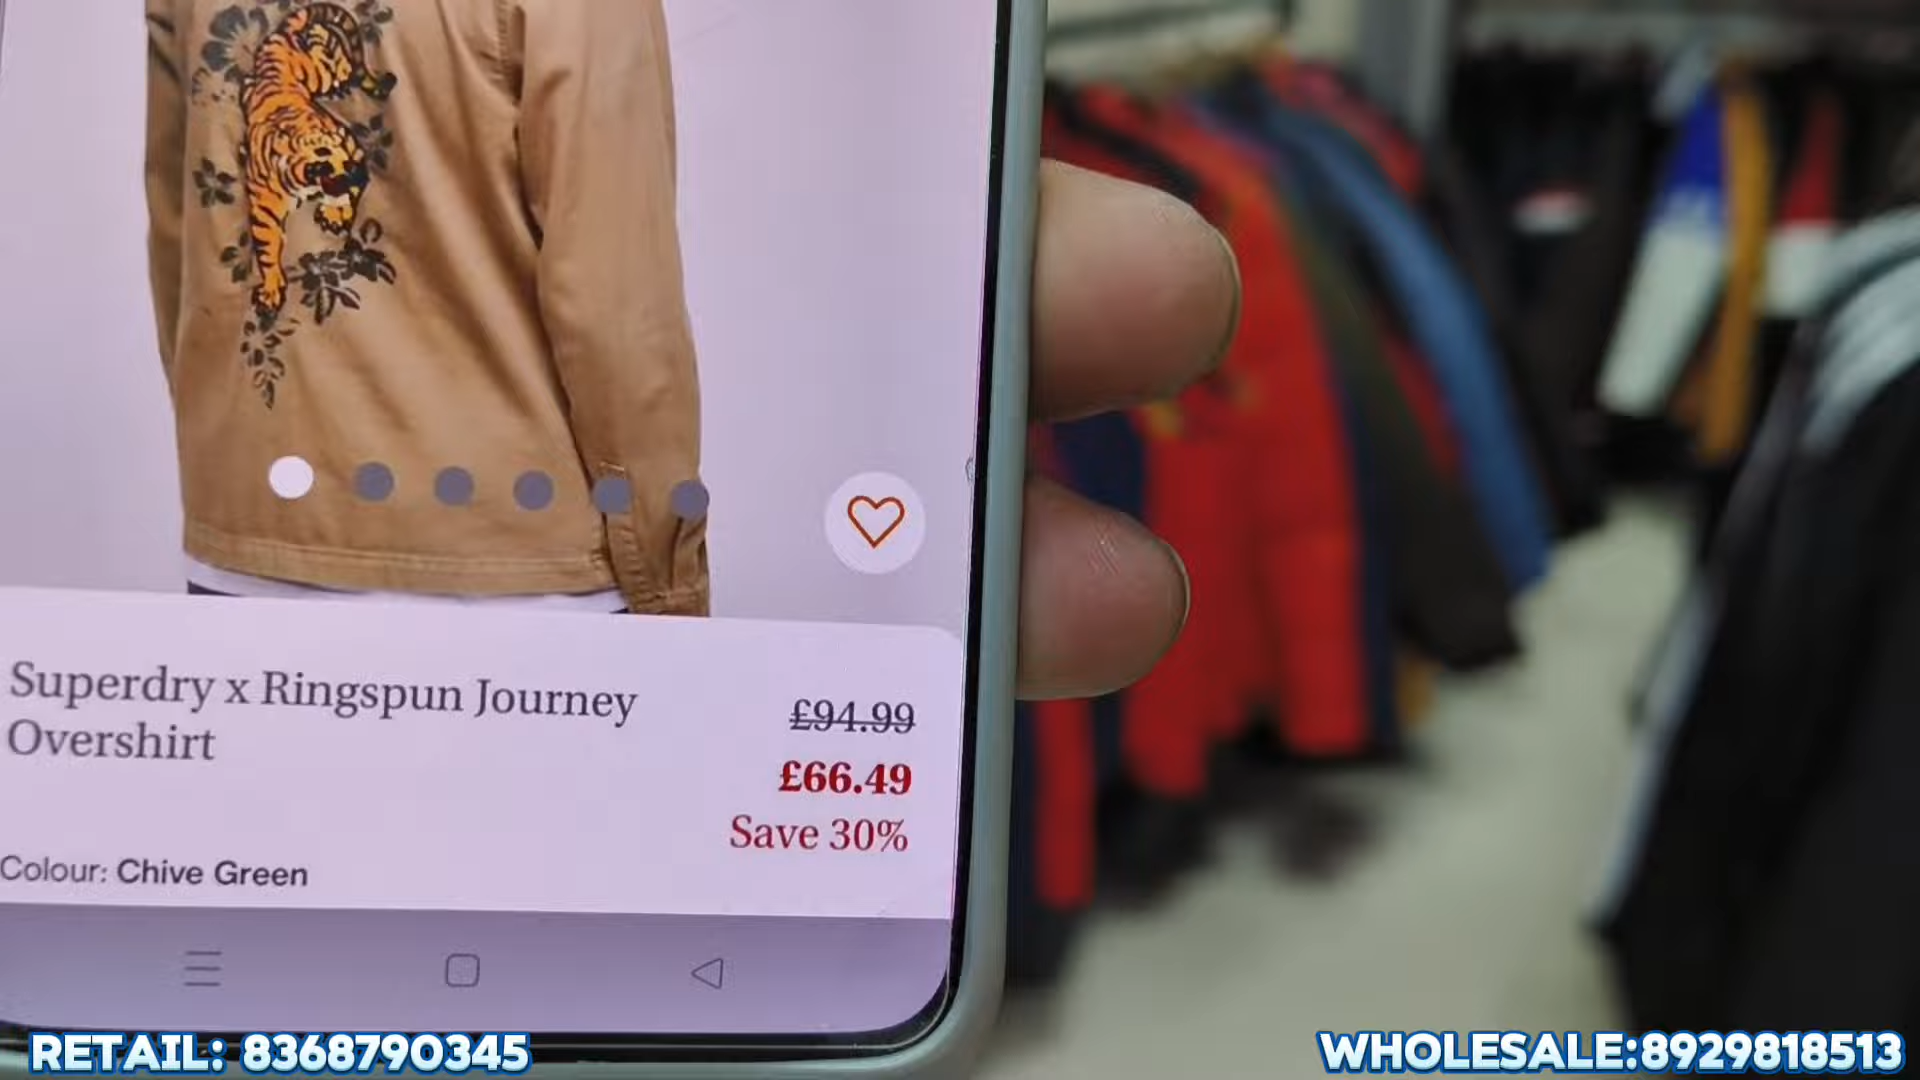 Superdry x Ringspun Journey
Overshirt
£94.99
£66.49
Save 30%
Colour: Chive Green
RETAIL: 8368790345
WHOLESALE:8929818513